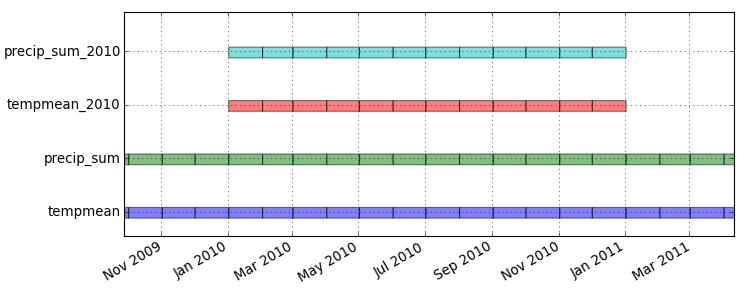 precip_sum_2010
tempmean_2010
precip_sum
tempmean
Nov 2009
Jan 2010
Mar 2010
May 2010
Jul 2010
Sep 2010
Nov 2010
Jan 2011
Mar 2011